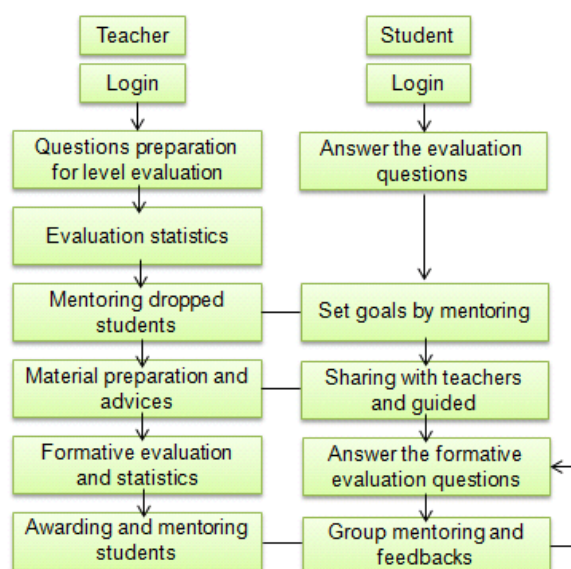 Teacher
Login
Questions preparation
for level evaluation
Evaluation statistics
Mentoring dropped
students
Material preparation and
advices
Formative evaluation
and statistics
Awarding and mentoring
students
Student
Login
Answer the evaluation
questions
Set goals by mentoring
Sharing with teachers
and guided
Answer the formative
evaluation questions
Group mentoring and
feedbacks